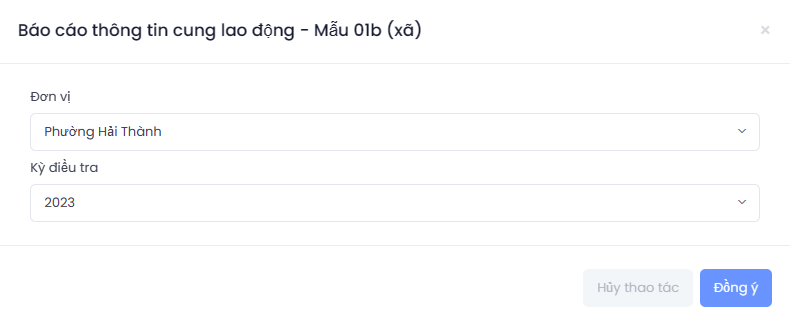 Báo cáo thông tin cung lao động - Mẫu 01b (xã)
×
Đơn vị
Phường Hải Thành
Kỳ điều tra
2023
Hủy thao tác
Đồng ý